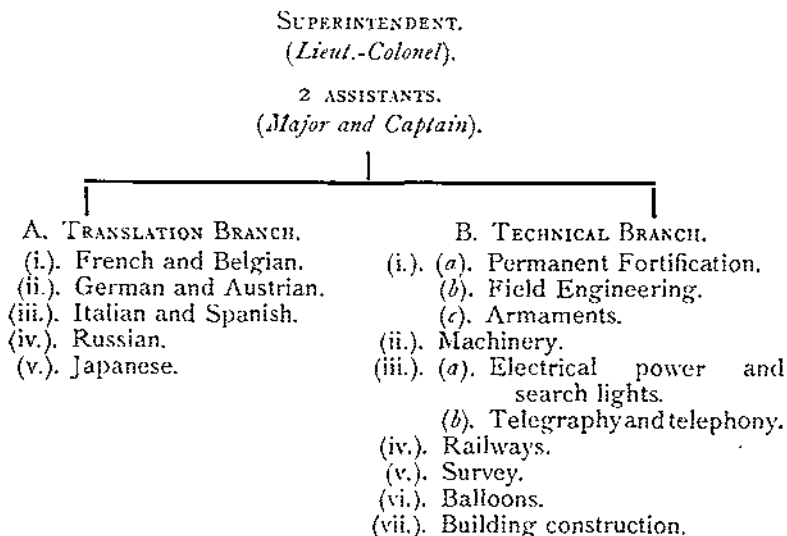 SUPERINTENDENT.
(Lieut.-Colonel).
2 ASSISTANTS.
(Major and Captain).
A. TRANSLATION BRANCH.
(i.). French and Belgian.
(ii.). German and Austrian.
(iii.). Italian and Spanish.
(iv.). Russian.
(v.). Japanese.
B. TECHNICAL BRANCH.
(i.). (a). Permanent Fortification.
(b). Field Engineering.
(c). Armaments.
(ii.). Machinery.
(iii.). (a). Electrical power and
search lights.
(b). Telegraphy and telephony.
(iv.). Railways.
(v.). Survey.
(vi.). Balloons.
(vii.). Building construction.